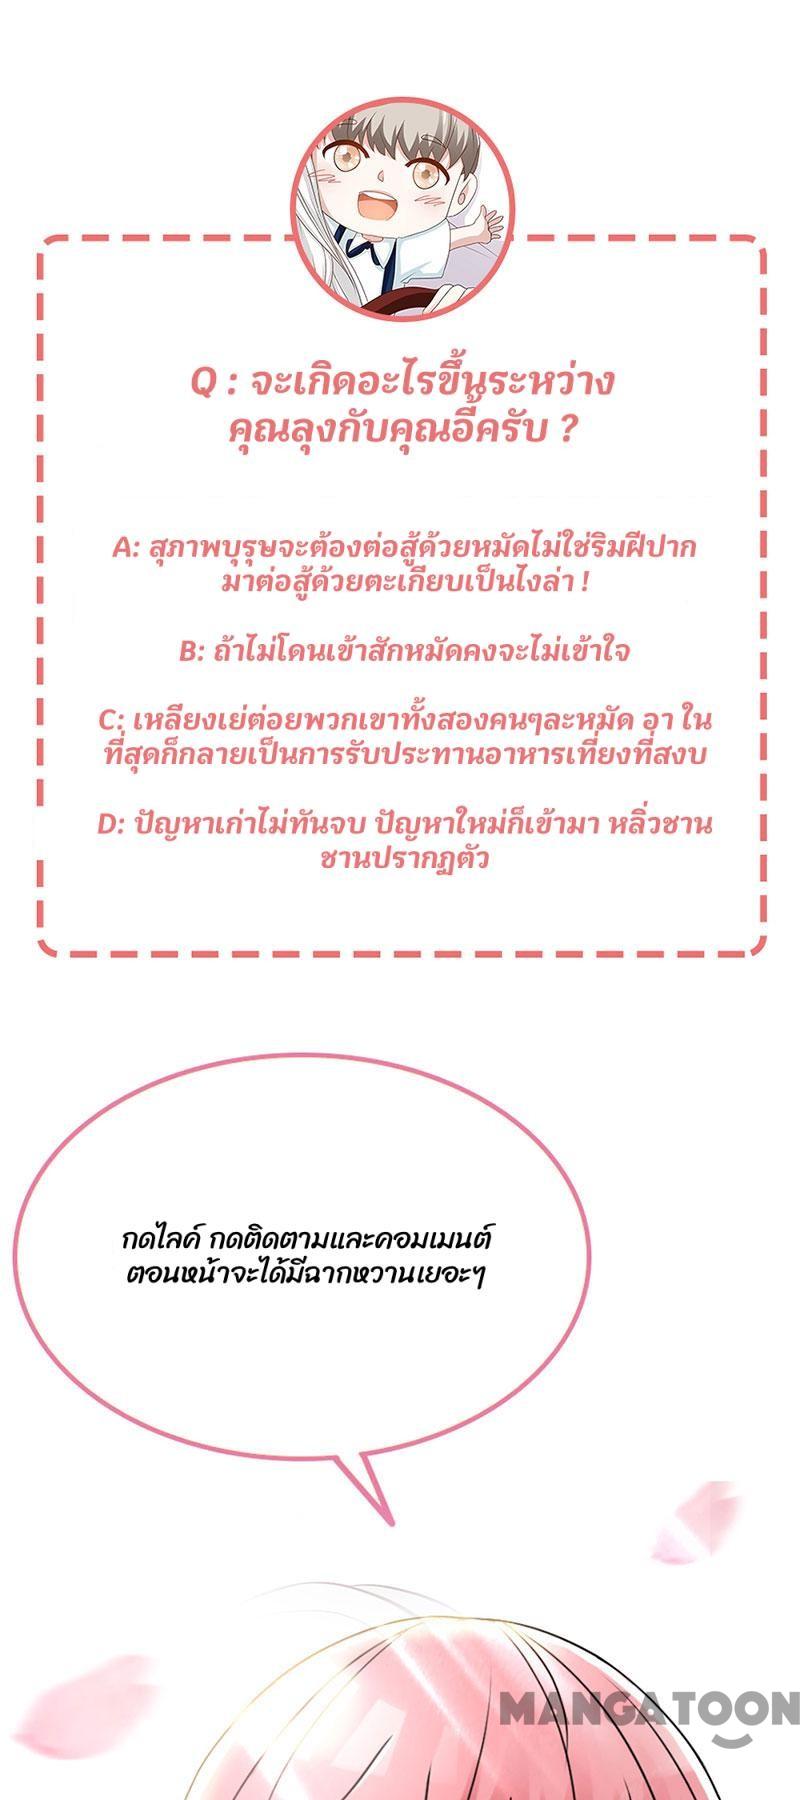 Q : จะเกิดอะไรขึ้นระหว่าง
คุณลุงกับคุณอี้ครับ ?
A: สุภาพบุรุษจะต้องต่อสู้ด้วยหมัดไม่ใช่ริมฝีปาก
มาต่อสู้ด้วยตะเกียบเป็นไงล่า !
B: ถ้าไม่โดนเข้าสักหมัดคงจะไม่เข้าใจ
C: เหลียงเย่ต่อยพวกเขาทั้งสองคนๆละหมัด อา ใน
ที่สุดก็กลายเป็นการรับประทานอาหารเที่ยงที่สงบ
D: ปัญหาเก่าไม่ทันจบ ปัญหาใหม่ก็เข้ามา หลิ่วชาน
ชานปรากฏตัว
กดไลค์ กดติดตามและคอมเมนต์
ตอนหน้าจะได้มีฉากหวานเยอะๆ
MANGATOON